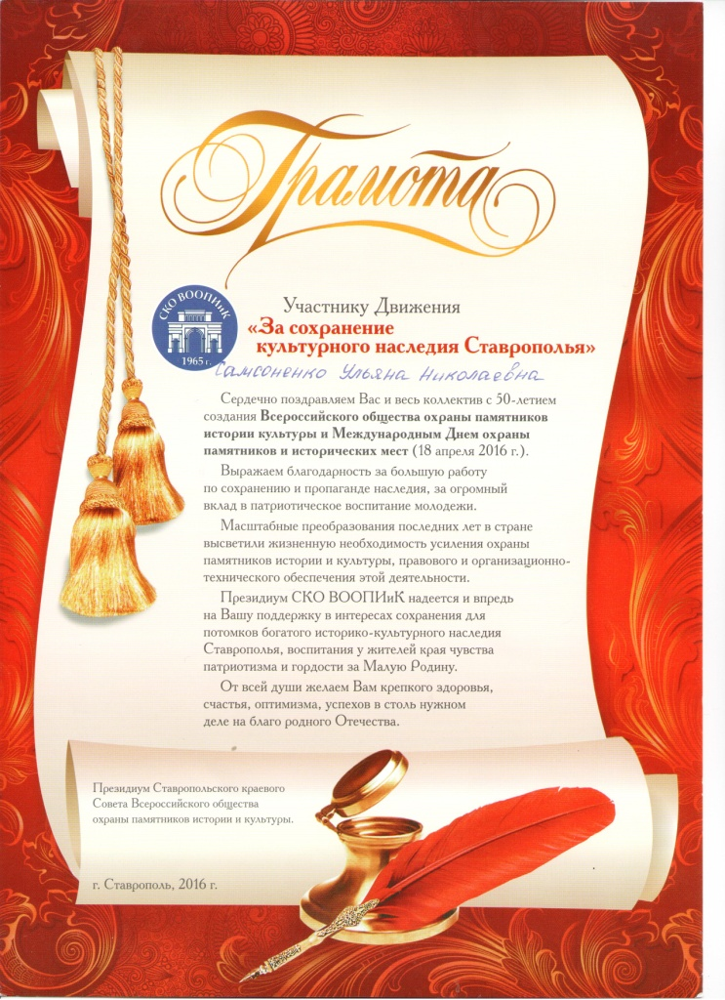 Грамота
СКО ВООПИиК
1965 г.
Участнику Движения
«За сохранение
культурного наследия Ставрополья»
Самсоненко Ульяна Николаевна
Сердечно поздравляем Вас и весь коллектив с 50-летием
создания Всероссийского общества охраны памятников
истории культуры и Международным Днем охраны
памятников и исторических мест (18 апреля 2016 г.).
Выражаем благодарность за большую работу
по сохранению и пропаганде наследия, за огромный
вклад в патриотическое воспитание молодежи.
Масштабные преобразования последних лет в стране
высветили жизненную необходимость усиления охраны
памятников истории и культуры, правового и организационно-
технического обеспечения этой деятельности.
Президиум СКО ВООПИиК надеется и впредь
на Вашу поддержку в интересах сохранения для
потомков богатого историко-культурного наследия
Ставрополья, воспитания у жителей края чувства
патриотизма и гордости за Малую Родину.
От всей души желаем Вам крепкого здоровья,
счастья, оптимизма, успехов в столь нужном
деле на благо родного Отечества.
Президиум Ставропольского краевого
Совета Всероссийского общества
охраны памятников истории и культуры.
г. Ставрополь, 2016 г.